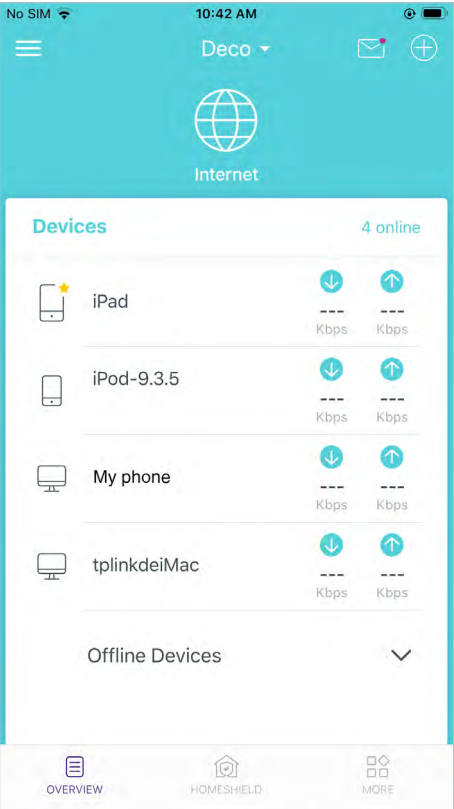 No SIM 10:42 AM
Deco
Internet
Devices 4 online
iPad
--- ---
Kbps Kbps
iPod-9.3.5
--- ---
Kbps Kbps
My phone
--- ---
Kbps Kbps
tplinkdeiMac
--- ---
Kbps Kbps
Offline Devices
OVERVIEW HOMESHIELD MORE